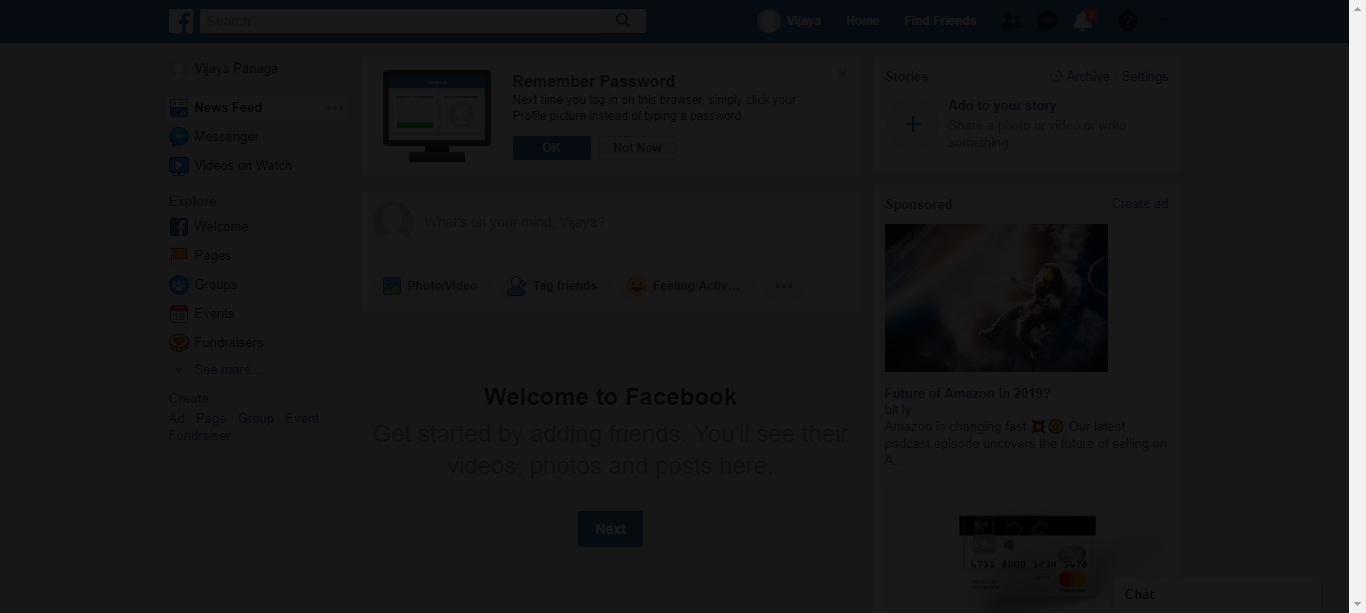 Search
Vijaya
Home
Find Friends
2
Vijaya Panaga
News Feed
Messenger
Videos on Watch
Explore
Welcome
Pages
Groups
Events
Fundraisers
See more...
Create
Ad Page Group Event
Fundraiser
Remember Password
Next time you log in on this browser, simply click your
Profile picture instead of typing a password.
OK
Not Now
What's on your mind, Vijaya?
Photo/Video
Tag friends
Feeling/Activ...
Welcome to Facebook
Get started by adding friends. You'll see their
videos, photos and posts here.
Next
Stories
Archive · Settings
Add to your story
Share a photo or video or write
something
Sponsored
Create ad
Future of Amazon in 2019?
bit.ly
Amazon is changing fast 💥🤔 Our latest
podcast episode uncovers the future of selling on
A...
N26
Chat